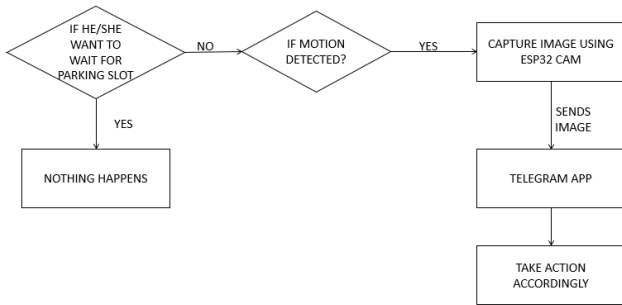 IF HE/SHE
WANT TO
WAIT FOR
PARKING SLOT
NO
IF MOTION
DETECTED?
YES
CAPTURE IMAGE USING
ESP32 CAM
YES
SENDS
IMAGE
NOTHING HAPPENS
TELEGRAM APP
TAKE ACTION
ACCORDINGLY